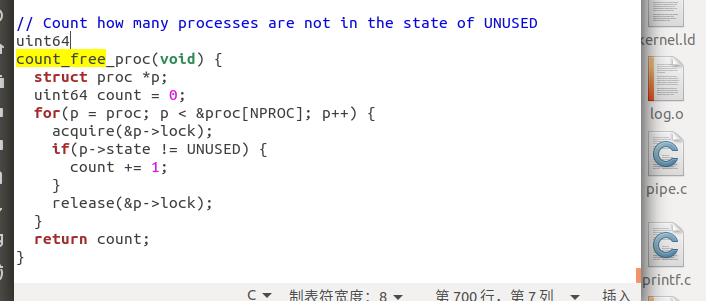 // Count how many processes are not in the state of UNUSED
uint64
count_free_proc(void) {
  struct proc *p;
  uint64 count = 0;
  for(p = proc; p < &proc[NPROC]; p++) {
    acquire(&p->lock);
    if(p->state != UNUSED) {
      count += 1;
    }
    release(&p->lock);
  }
  return count;
}
C 制表符宽度：8 第 700 行，第 7 列 插入
kernel.ld
log.o
pipe.c
printf.c